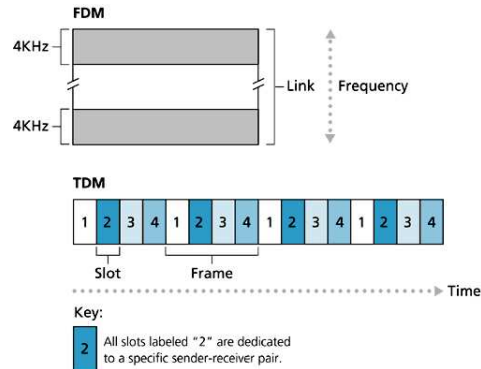 FDM
4KHz
4KHz
Link
Frequency
TDM
1 2 3 4 1 2 3 4 1 2 3 4 1 2 3 4
Slot
Frame
Time
Key:
2
All slots labeled "2" are dedicated
to a specific sender-receiver pair.